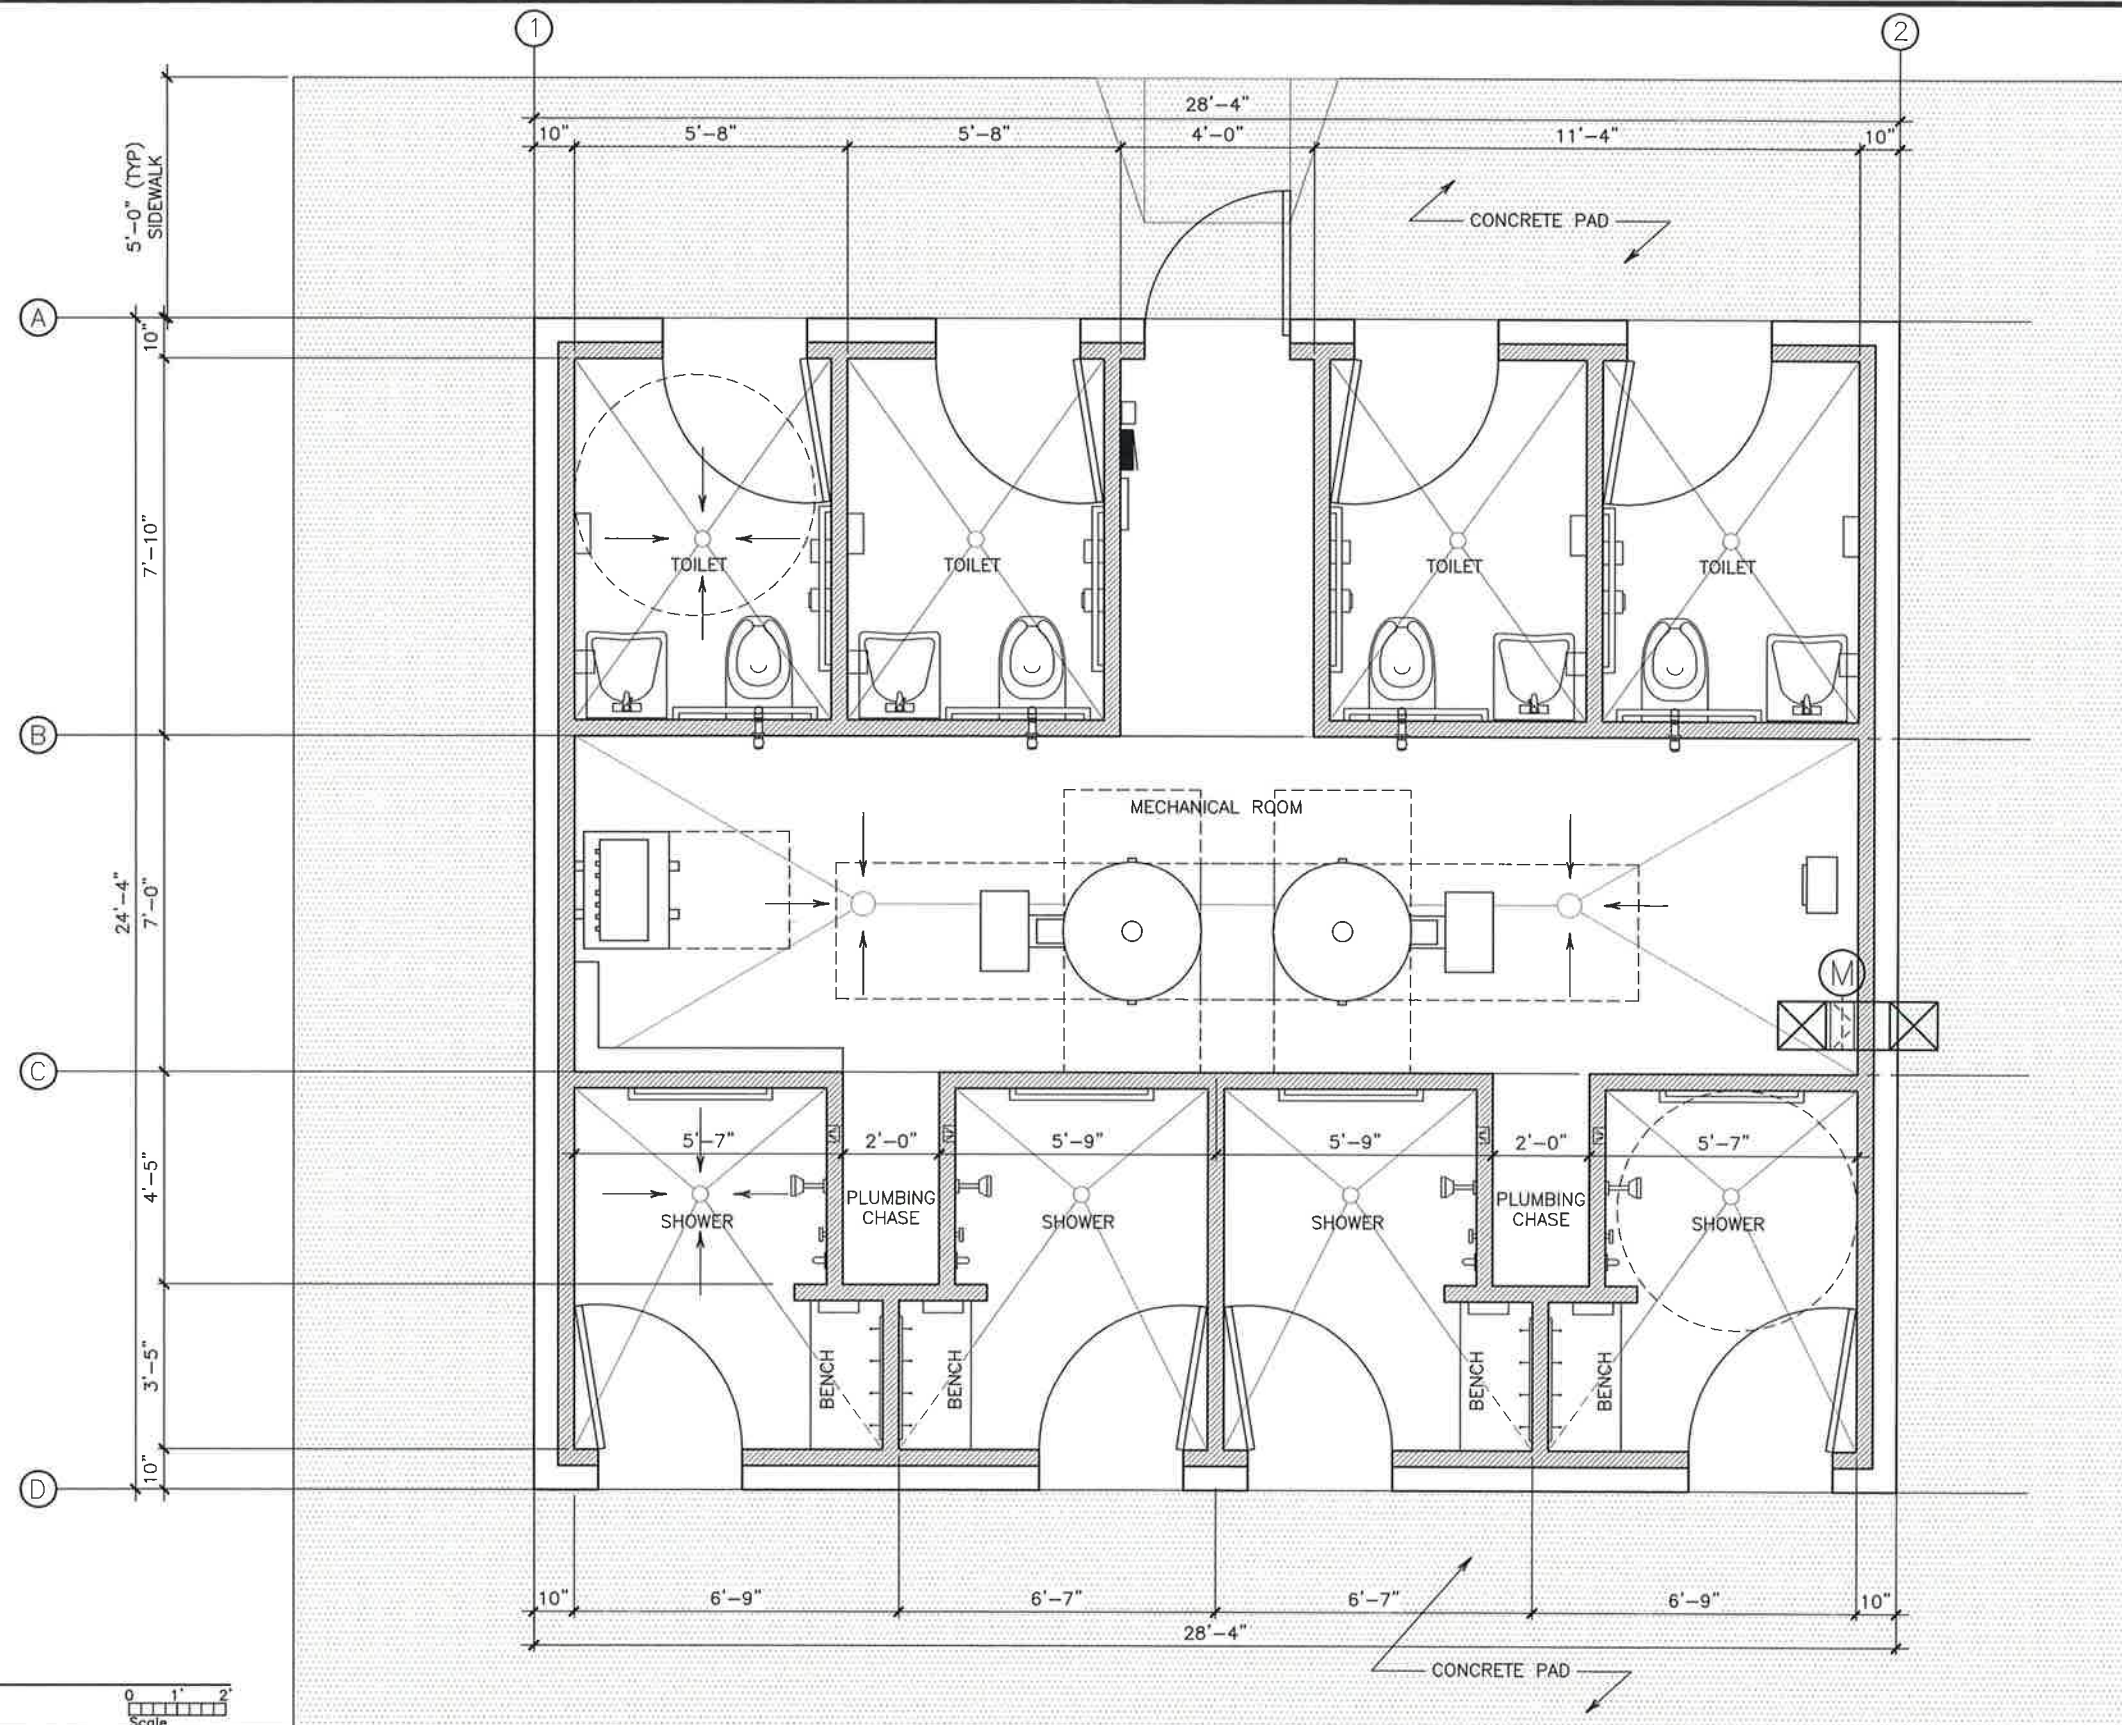 1
2
28'-4"
10"
5'-8"
5'-8"
4'-0"
11'-4"
10"
5'-0" (TYP)
SIDEWALK
CONCRETE PAD
A
10"
7'-10"
TOILET
TOILET
TOILET
TOILET
B
MECHANICAL ROOM
24'-4"
7'-0"
M
C
4'-5"
5'-7"
2'-0"
5'-9"
5'-9"
2'-0"
5'-7"
PLUMBING
CHASE
PLUMBING
CHASE
SHOWER
SHOWER
SHOWER
SHOWER
3'-5"
BENCH
BENCH
BENCH
BENCH
10"
D
10"
6'-9"
6'-7"
6'-7"
6'-9"
10"
28'-4"
CONCRETE PAD
0 1' 2'
Scale